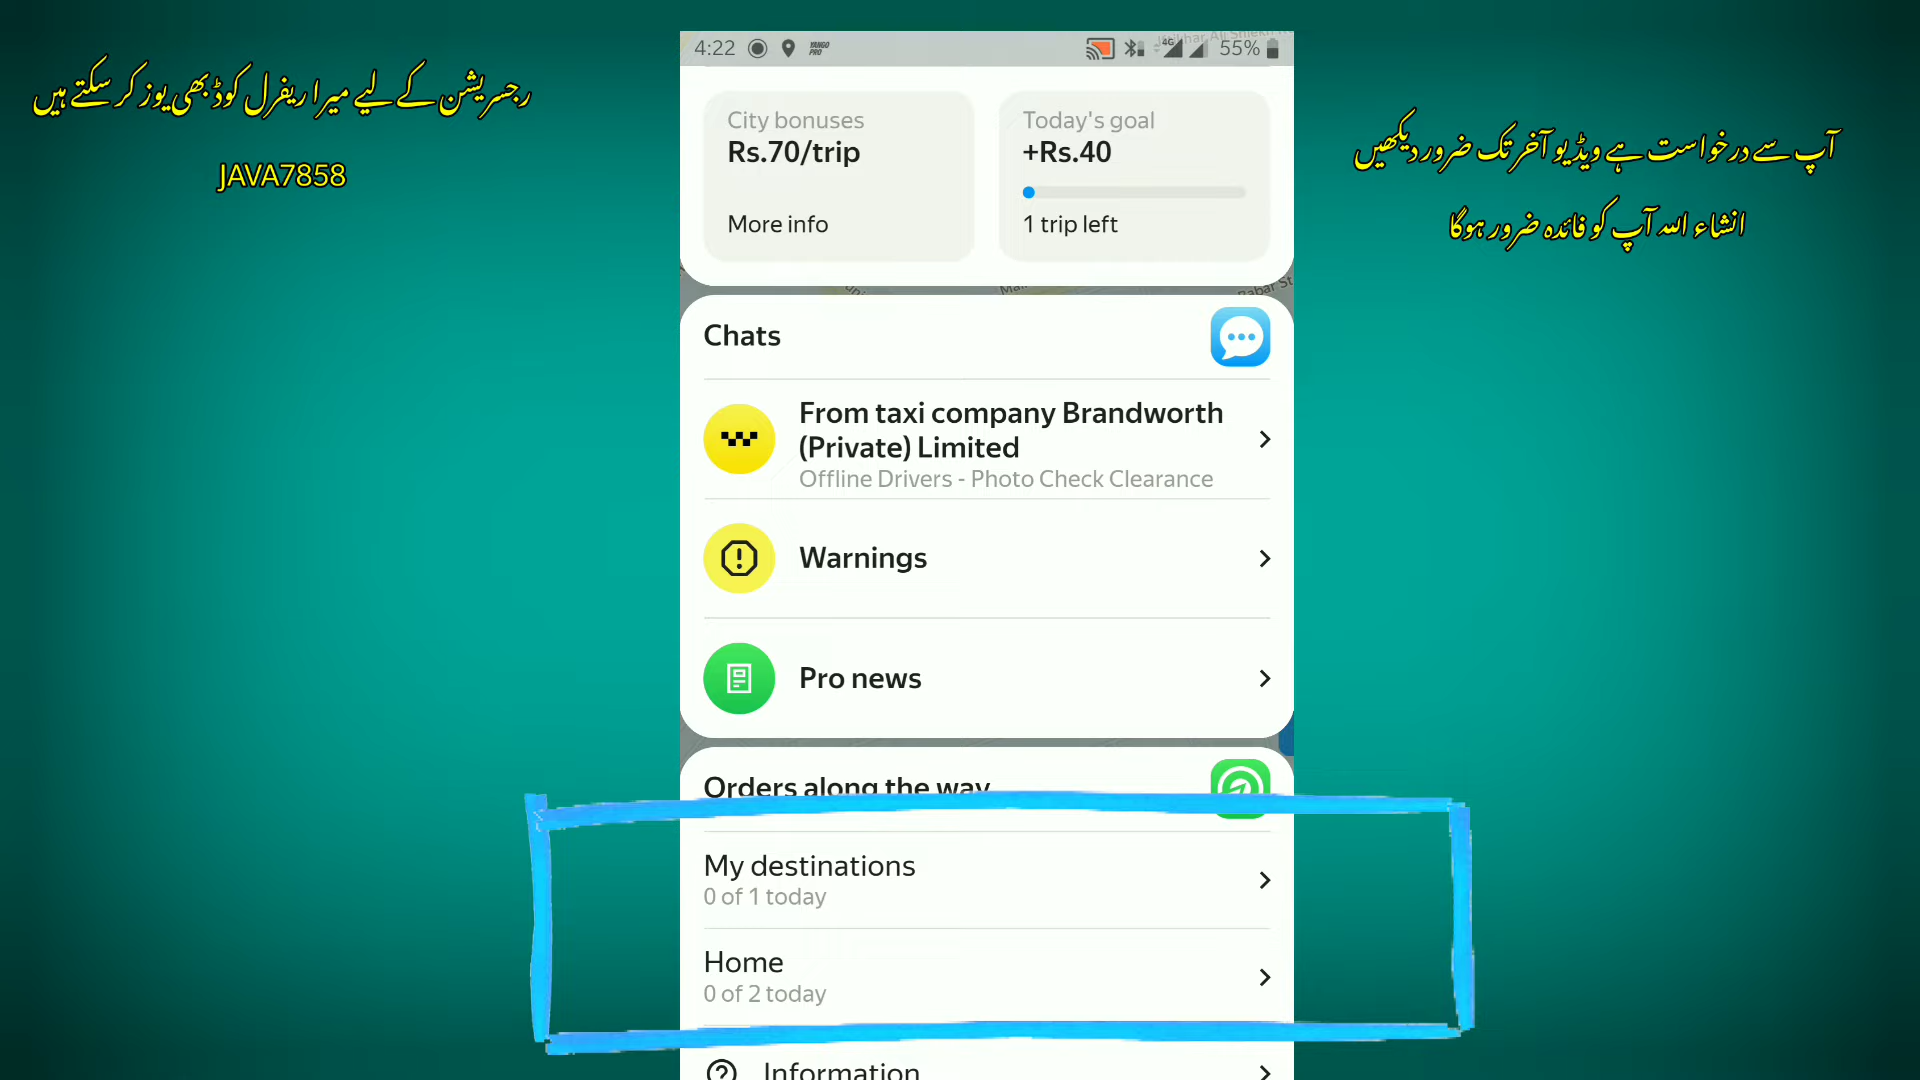 رجسریشن کے لیے میرا ریفرل کوڈ بھی یوز کر سکتے ہیں
JAVA7858
آپ سے درخواست ہے ویڈیو آخر تک ضرور دیکھیں
انشاء اللہ آپ کو فائدہ ضرور ہوگا
4:22
YANGO PRO
4G
55%
City bonuses
Rs.70/trip
More info
Today's goal
+Rs.40
1 trip left
Chats
From taxi company Brandworth
(Private) Limited
Offline Drivers - Photo Check Clearance
Warnings
Pro news
Orders along the way
My destinations
0 of 1 today
Home
0 of 2 today
Information